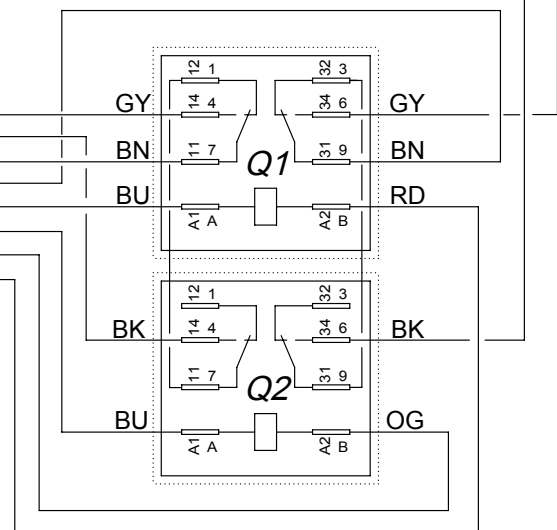 12 1 32 3
GY 14 4 34 6 GY
BN 11 7 31 9 BN
Q1
BU A1 A A2 B RD
12 1 32 3
BK 14 4 34 6 BK
11 7 31 9
Q2
BU A1 A A2 B OG